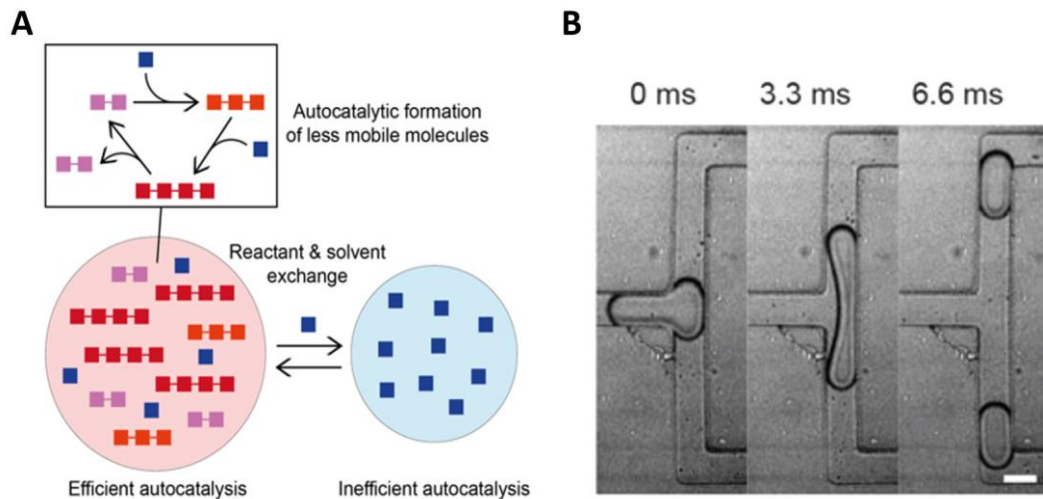 A
Autocatalytic formation
of less mobile molecules
Reactant & solvent
exchange
Efficient autocatalysis
Inefficient autocatalysis
B
0 ms
3.3 ms
6.6 ms